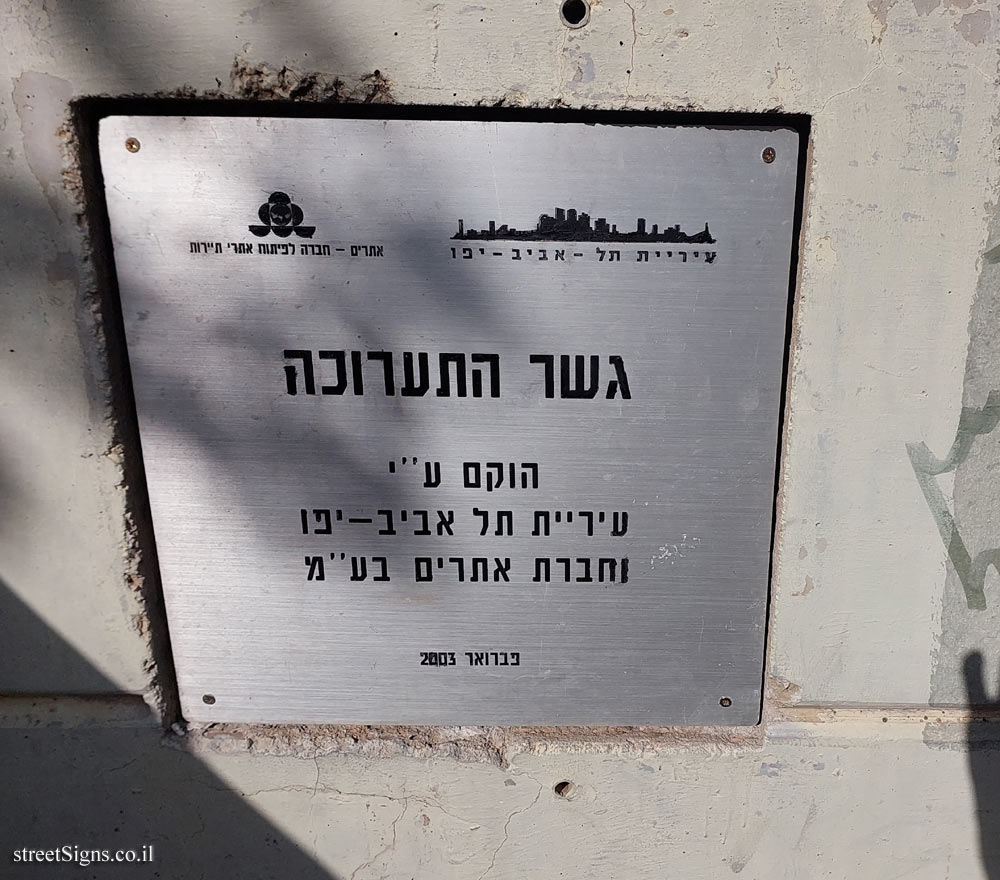 עיריית תל-אביב-יפו
אתרים – חברה לפיתוח אתרי תיירות
גשר התערוכה
הוקם ע''י
עיריית תל אביב–יפו
וחברת אתרים בע''מ
פברואר 2003
streetSigns.co.il